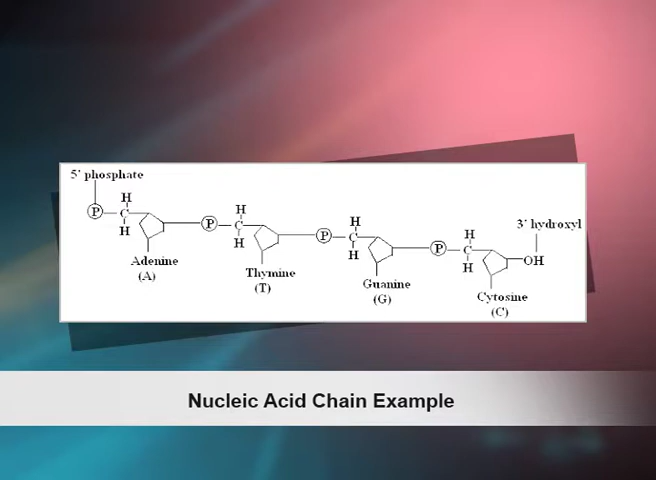 5' phosphate
P
H
C
H
Adenine
(A)
P
H
C
H
Thymine
(T)
P
H
C
H
Guanine
(G)
P
H
C
H
3' hydroxyl
OH
Cytosine
(C)
Nucleic Acid Chain Example